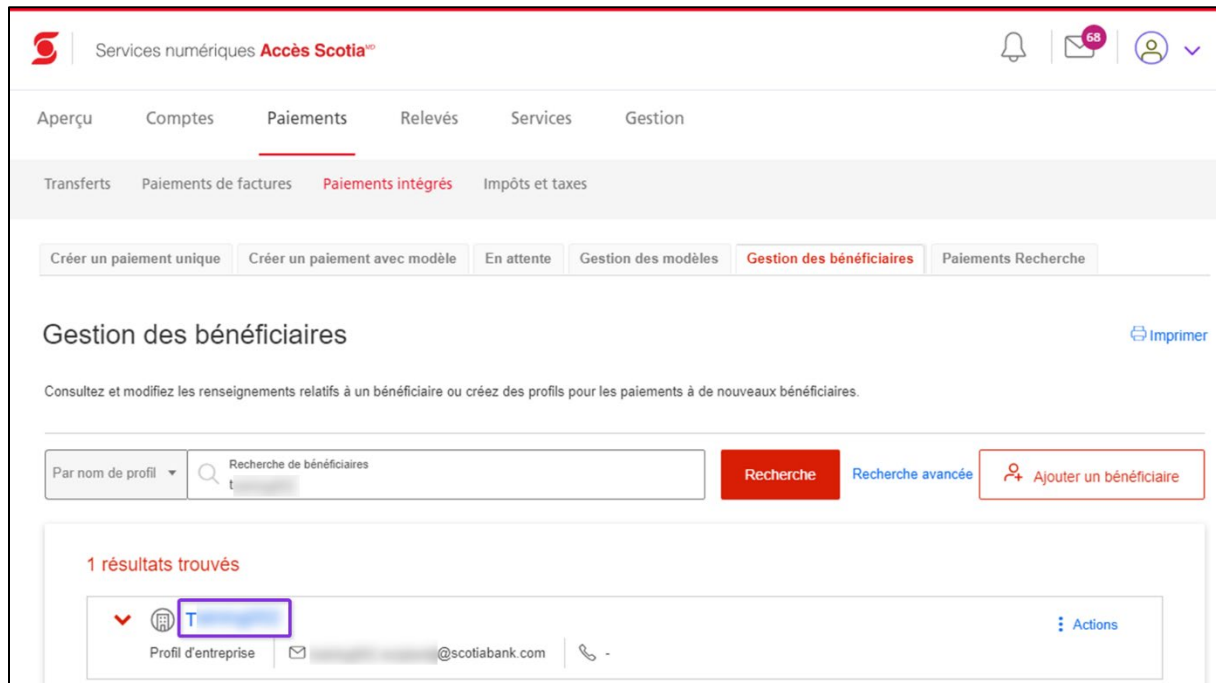 Services numériques Accès Scotia MD
68
Aperçu Comptes Paiements Relevés Services Gestion
Transferts Paiements de factures Paiements intégrés Impôts et taxes
Créer un paiement unique Créer un paiement avec modèle En attente Gestion des modèles Gestion des bénéficiaires Paiements Recherche
Gestion des bénéficiaires
Imprimer
Consultez et modifiez les renseignements relatifs à un bénéficiaire ou créez des profils pour les paiements à de nouveaux bénéficiaires.
Par nom de profil Recherche de bénéficiaires Recherche Recherche avancée Ajouter un bénéficiaire
t
1 résultats trouvés
T
Actions
Profil d'entreprise @scotiabank.com -